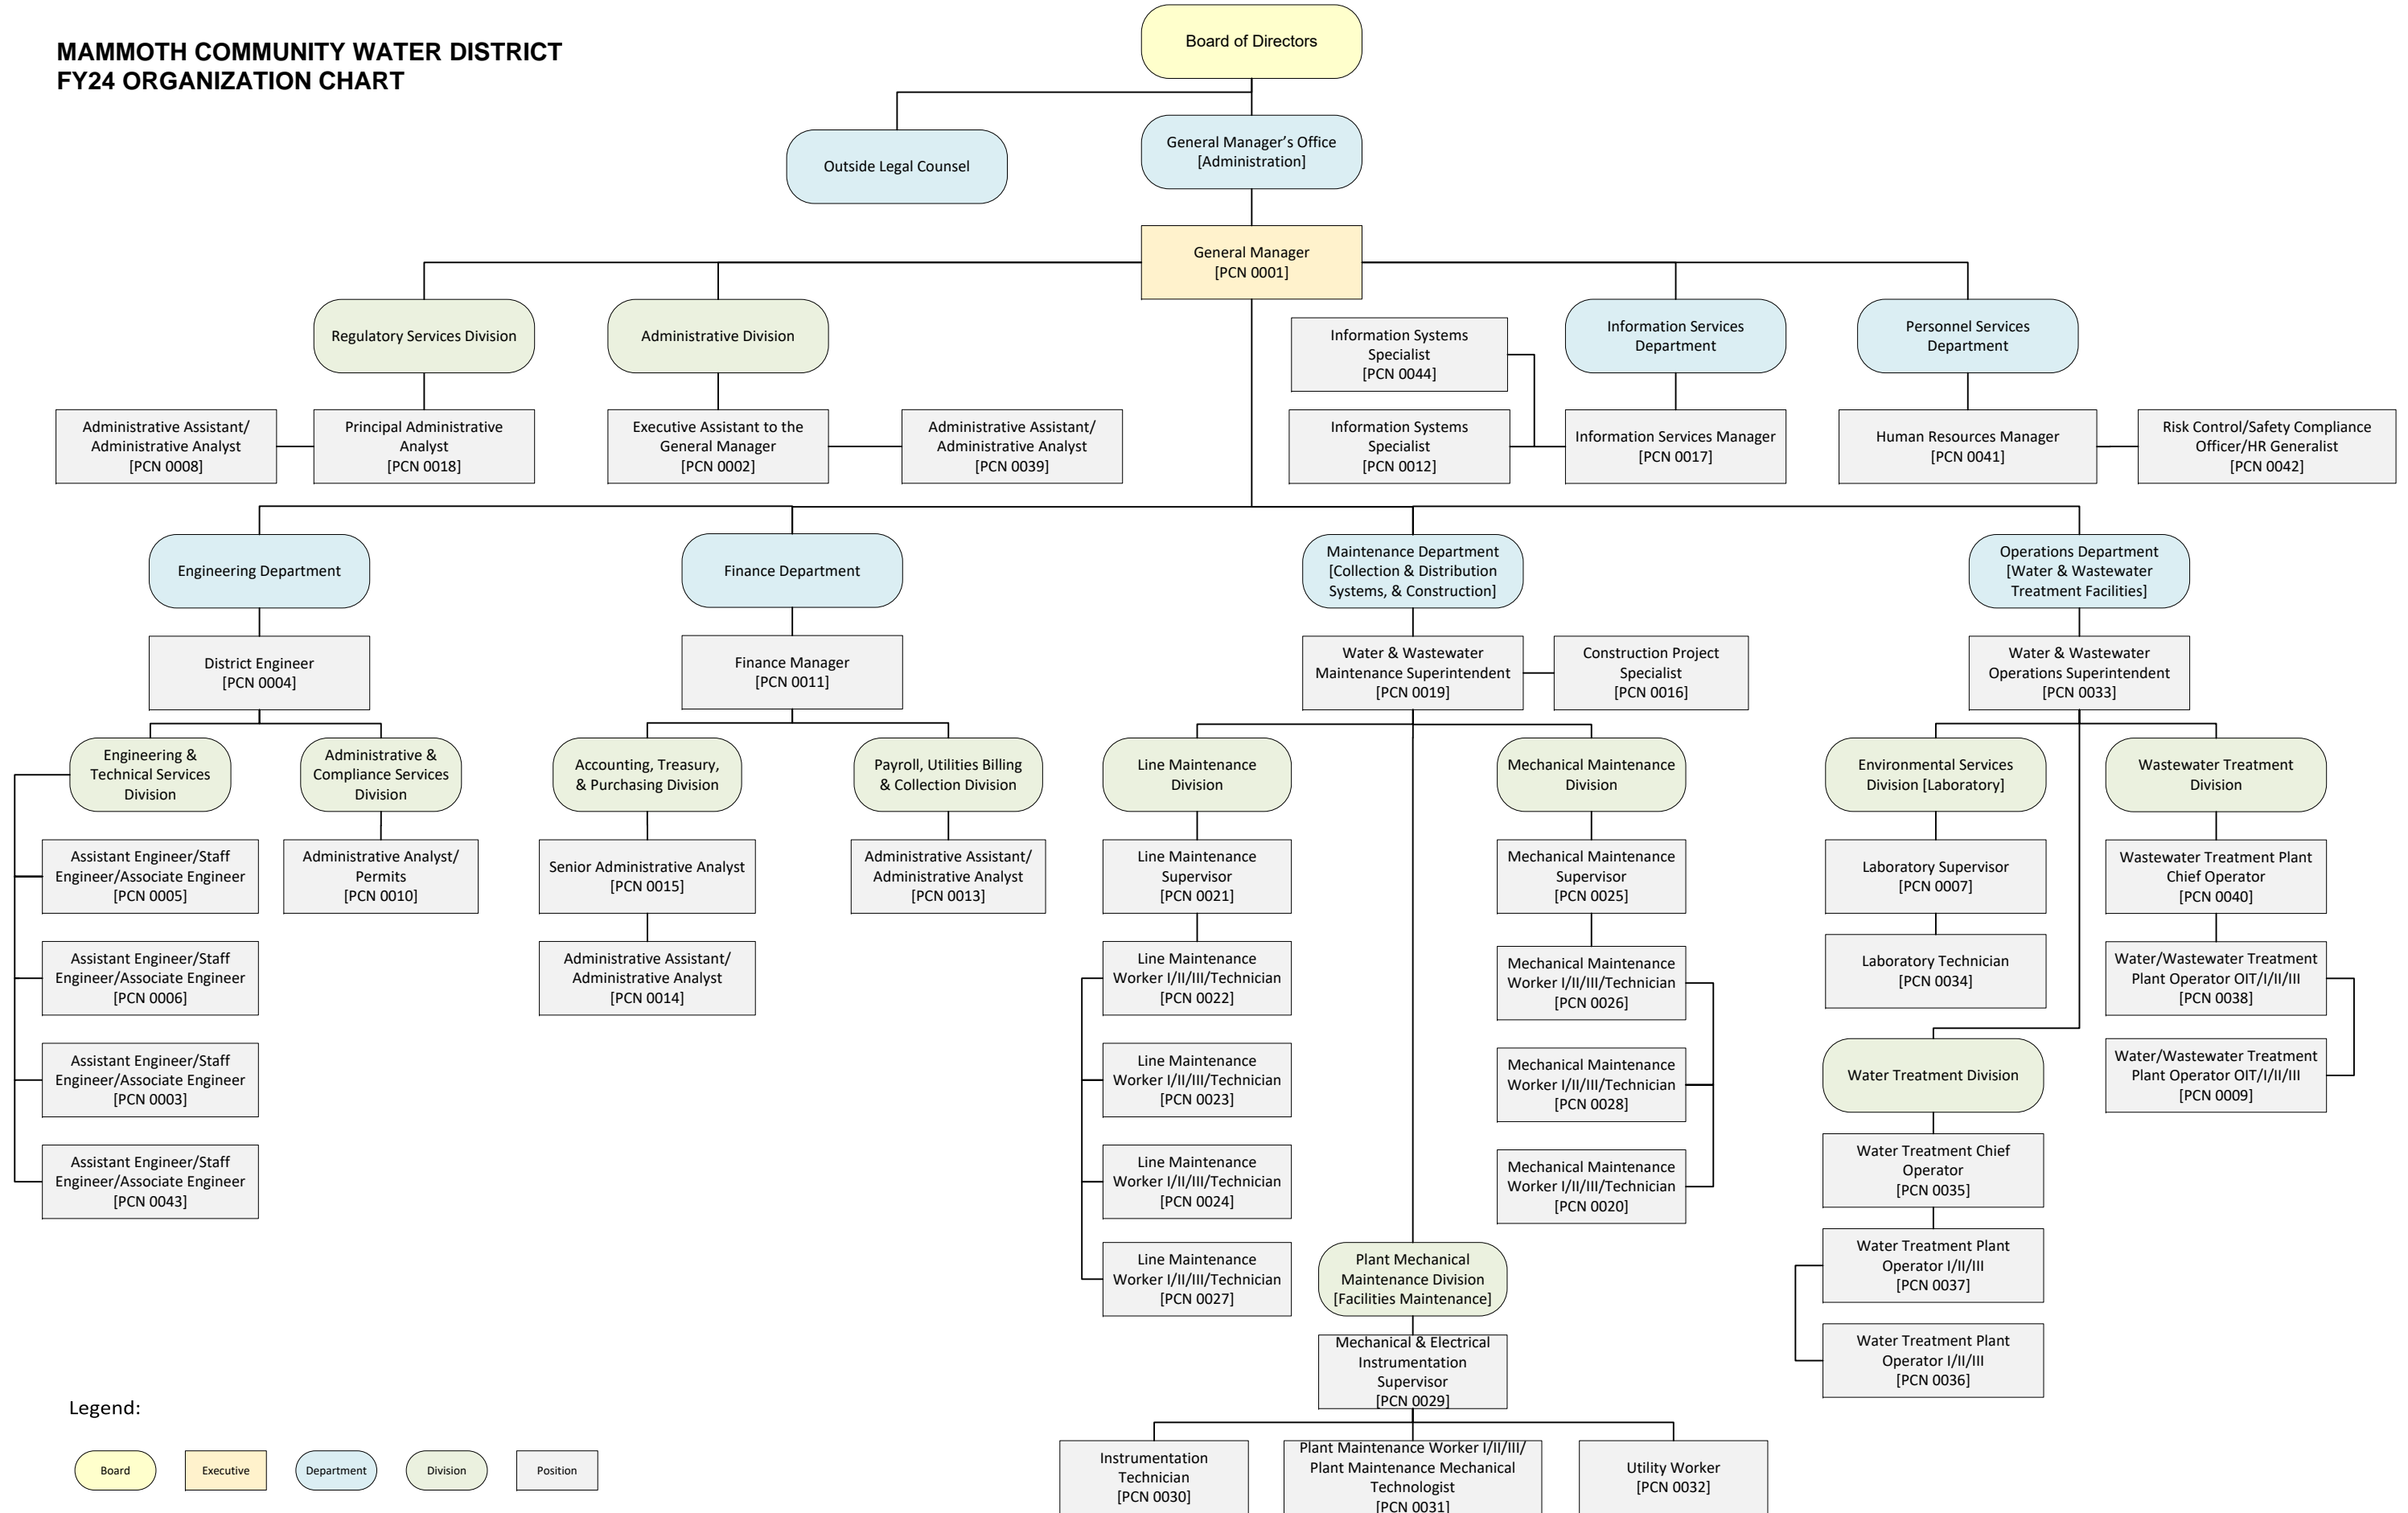 MAMMOTH COMMUNITY WATER DISTRICT
FY24 ORGANIZATION CHART
Board of Directors
Outside Legal Counsel
General Manager’s Office
[Administration]
General Manager
[PCN 0001]
Regulatory Services Division
Administrative Division
Information Systems
Specialist
[PCN 0044]
Information Services
Department
Personnel Services
Department
Administrative Assistant/
Administrative Analyst
[PCN 0008]
Principal Administrative
Analyst
[PCN 0018]
Executive Assistant to the
General Manager
[PCN 0002]
Administrative Assistant/
Administrative Analyst
[PCN 0039]
Information Systems
Specialist
[PCN 0012]
Information Services Manager
[PCN 0017]
Human Resources Manager
[PCN 0041]
Risk Control/Safety Compliance
Officer/HR Generalist
[PCN 0042]
Engineering Department
Finance Department
Maintenance Department
[Collection & Distribution
Systems, & Construction]
Operations Department
[Water & Wastewater
Treatment Facilities]
District Engineer
[PCN 0004]
Finance Manager
[PCN 0011]
Water & Wastewater
Maintenance Superintendent
[PCN 0019]
Construction Project
Specialist
[PCN 0016]
Water & Wastewater
Operations Superintendent
[PCN 0033]
Engineering &
Technical Services
Division
Administrative &
Compliance Services
Division
Accounting, Treasury,
& Purchasing Division
Payroll, Utilities Billing
& Collection Division
Line Maintenance
Division
Mechanical Maintenance
Division
Environmental Services
Division [Laboratory]
Wastewater Treatment
Division
Assistant Engineer/Staff
Engineer/Associate Engineer
[PCN 0005]
Administrative Analyst/
Permits
[PCN 0010]
Senior Administrative Analyst
[PCN 0015]
Administrative Assistant/
Administrative Analyst
[PCN 0013]
Line Maintenance
Supervisor
[PCN 0021]
Mechanical Maintenance
Supervisor
[PCN 0025]
Laboratory Supervisor
[PCN 0007]
Wastewater Treatment Plant
Chief Operator
[PCN 0040]
Assistant Engineer/Staff
Engineer/Associate Engineer
[PCN 0006]
Administrative Assistant/
Administrative Analyst
[PCN 0014]
Line Maintenance
Worker I/II/III/Technician
[PCN 0022]
Mechanical Maintenance
Worker I/II/III/Technician
[PCN 0026]
Laboratory Technician
[PCN 0034]
Water/Wastewater Treatment
Plant Operator OIT/I/II/III
[PCN 0038]
Assistant Engineer/Staff
Engineer/Associate Engineer
[PCN 0003]
Line Maintenance
Worker I/II/III/Technician
[PCN 0023]
Mechanical Maintenance
Worker I/II/III/Technician
[PCN 0028]
Water Treatment Division
Water/Wastewater Treatment
Plant Operator OIT/I/II/III
[PCN 0009]
Assistant Engineer/Staff
Engineer/Associate Engineer
[PCN 0043]
Line Maintenance
Worker I/II/III/Technician
[PCN 0024]
Mechanical Maintenance
Worker I/II/III/Technician
[PCN 0020]
Water Treatment Chief
Operator
[PCN 0035]
Line Maintenance
Worker I/II/III/Technician
[PCN 0027]
Plant Mechanical
Maintenance Division
[Facilities Maintenance]
Water Treatment Plant
Operator I/II/III
[PCN 0037]
Mechanical & Electrical
Instrumentation
Supervisor
[PCN 0029]
Water Treatment Plant
Operator I/II/III
[PCN 0036]
Instrumentation
Technician
[PCN 0030]
Plant Maintenance Worker I/II/III/
Plant Maintenance Mechanical
Technologist
[PCN 0031]
Utility Worker
[PCN 0032]
Legend:
Board
Executive
Department
Division
Position